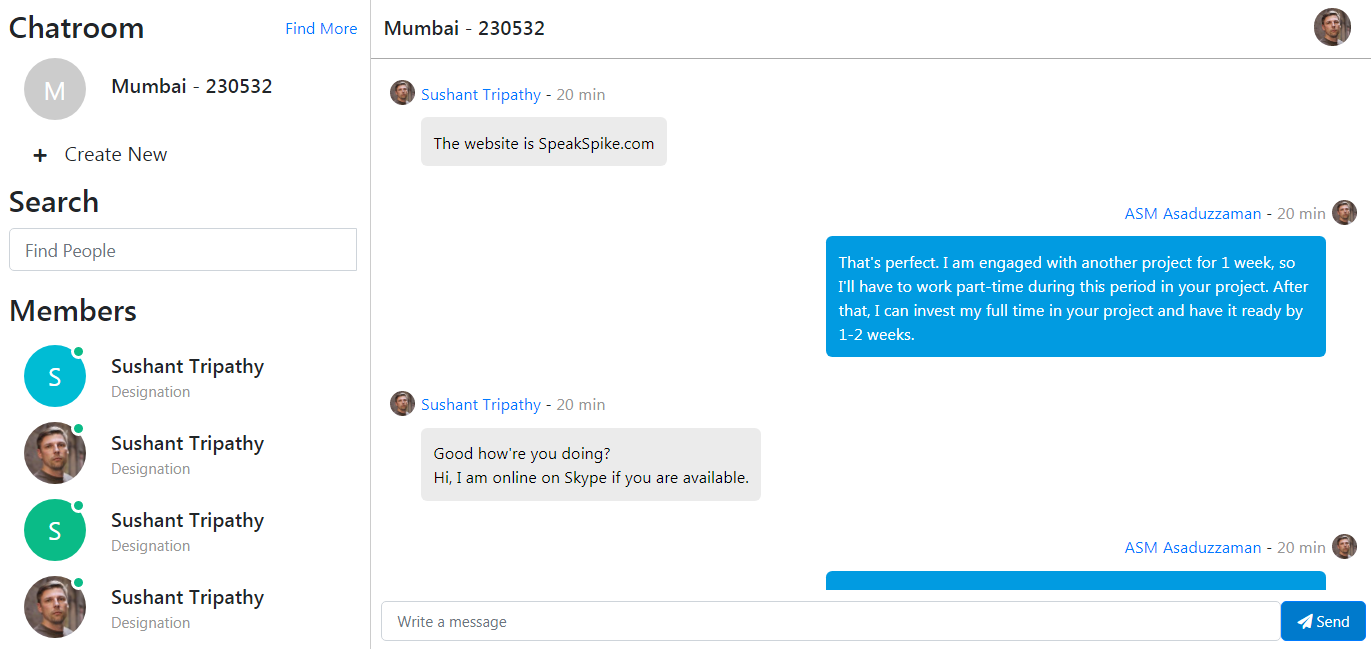 Chatroom
Find More
M
Mumbai - 230532
+ Create New
Search
Find People
Members
S
Sushant Tripathy
Designation
Sushant Tripathy
Designation
S
Sushant Tripathy
Designation
Sushant Tripathy
Designation
Mumbai - 230532
Sushant Tripathy - 20 min
The website is SpeakSpike.com
ASM Asaduzzaman - 20 min
That's perfect. I am engaged with another project for 1 week, so
I'll have to work part-time during this period in your project. After
that, I can invest my full time in your project and have it ready by
1-2 weeks.
Sushant Tripathy - 20 min
Good how're you doing?
Hi, I am online on Skype if you are available.
ASM Asaduzzaman - 20 min
Write a message
Send